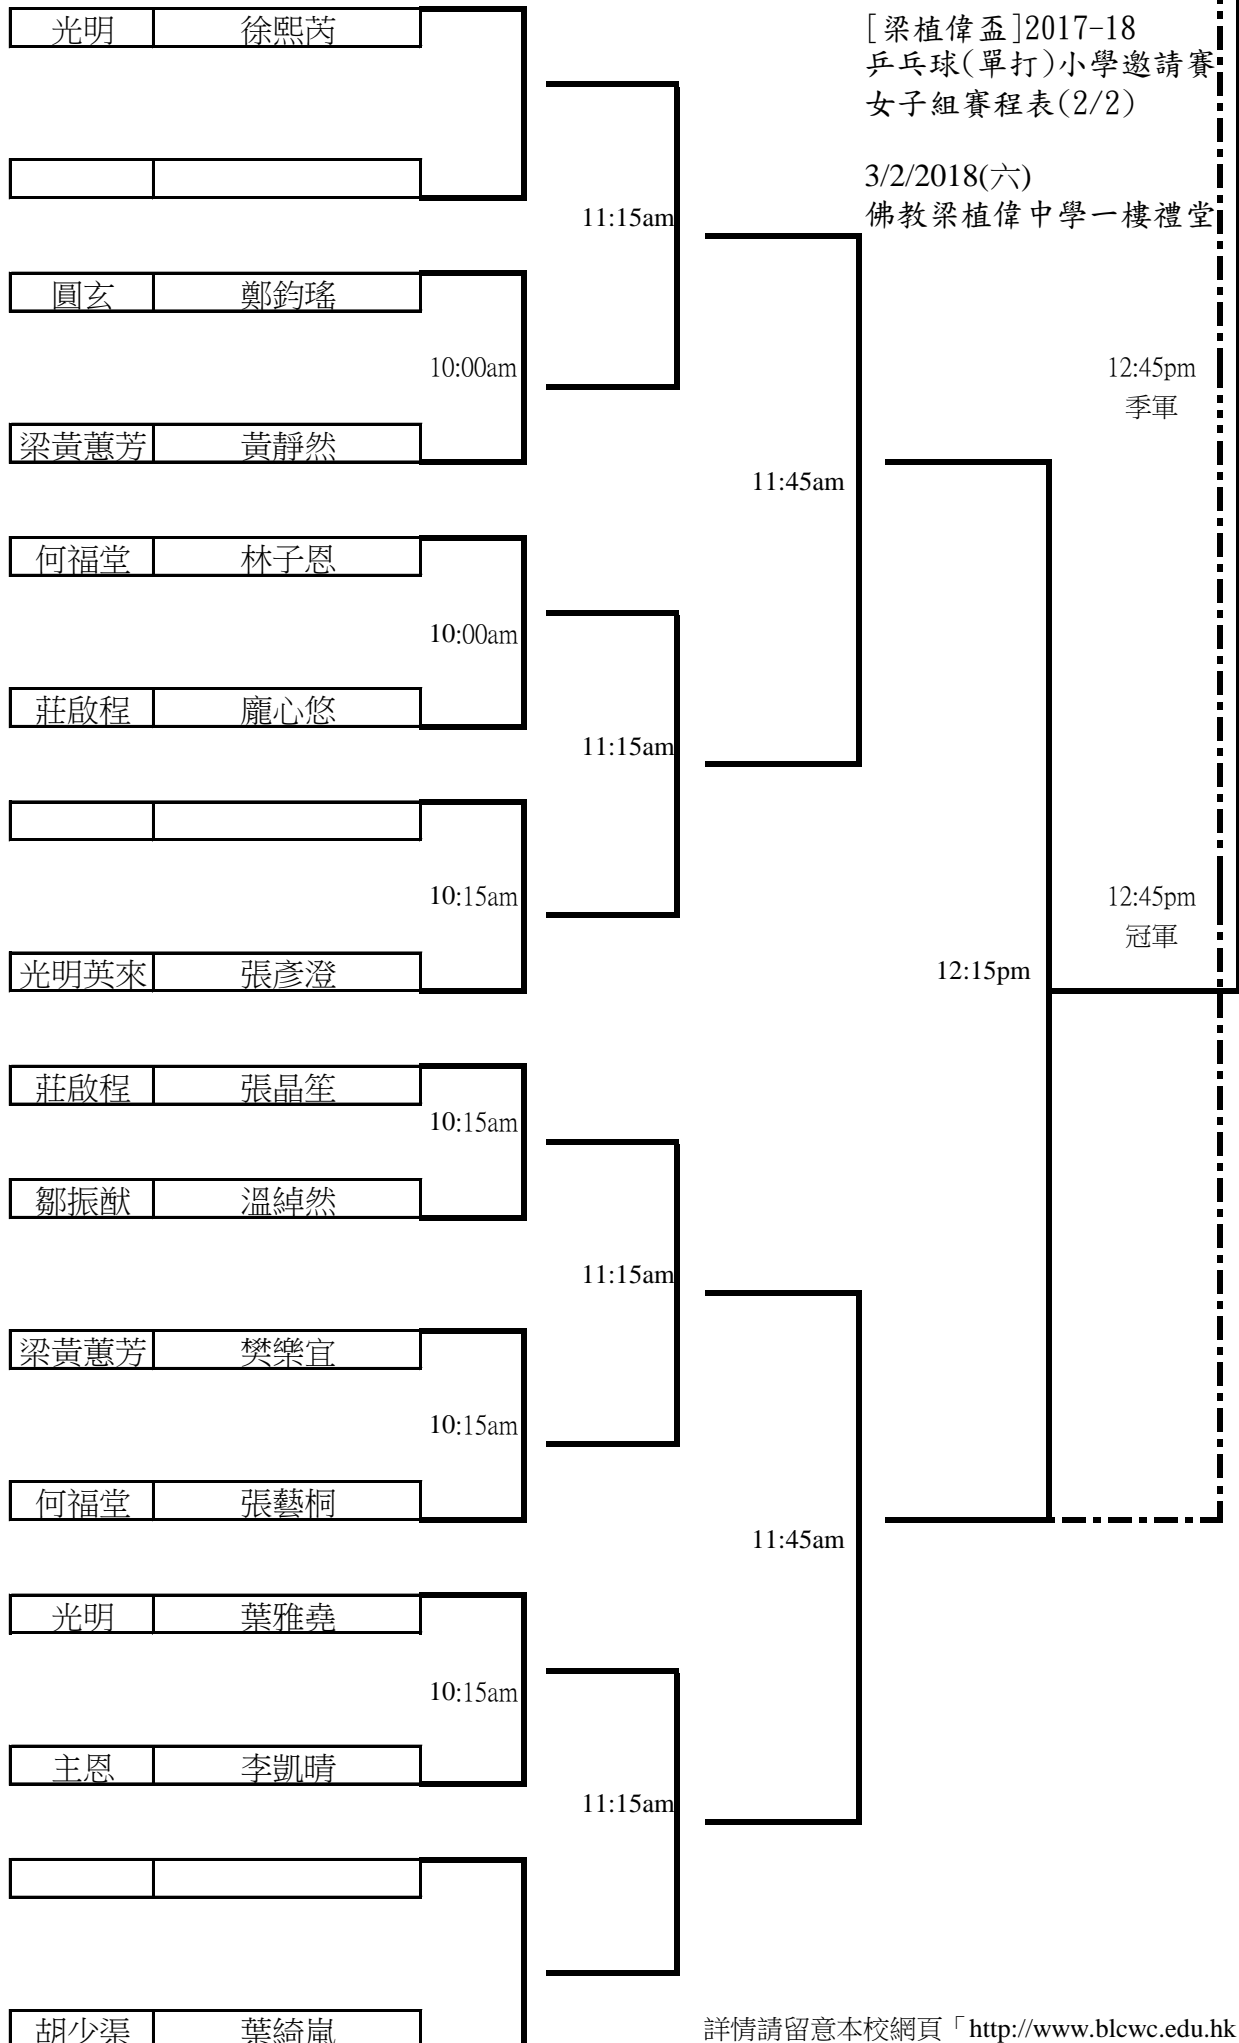 光明 徐熙芮
[梁植偉盃]2017-18
乒乓球(單打)小學邀請賽
女子組賽程表(2/2)
3/2/2018(六)
佛教梁植偉中學一樓禮堂
11:15am
圓玄 鄭鈞瑤
10:00am
12:45pm
季軍
梁黃蕙芳 黃靜然
11:45am
何福堂 林子恩
10:00am
莊啟程 龐心悠
11:15am
10:15am
12:45pm
冠軍
光明英來 張彥澄
12:15pm
莊啟程 張晶笙
10:15am
鄒振猷 溫綽然
11:15am
梁黃蕙芳 樊樂宜
10:15am
何福堂 張藝桐
11:45am
光明 葉雅堯
10:15am
主恩 李凱晴
11:15am
胡少渠 葉綺嵐
詳情請留意本校網頁「http://www.blcwc.edu.hk